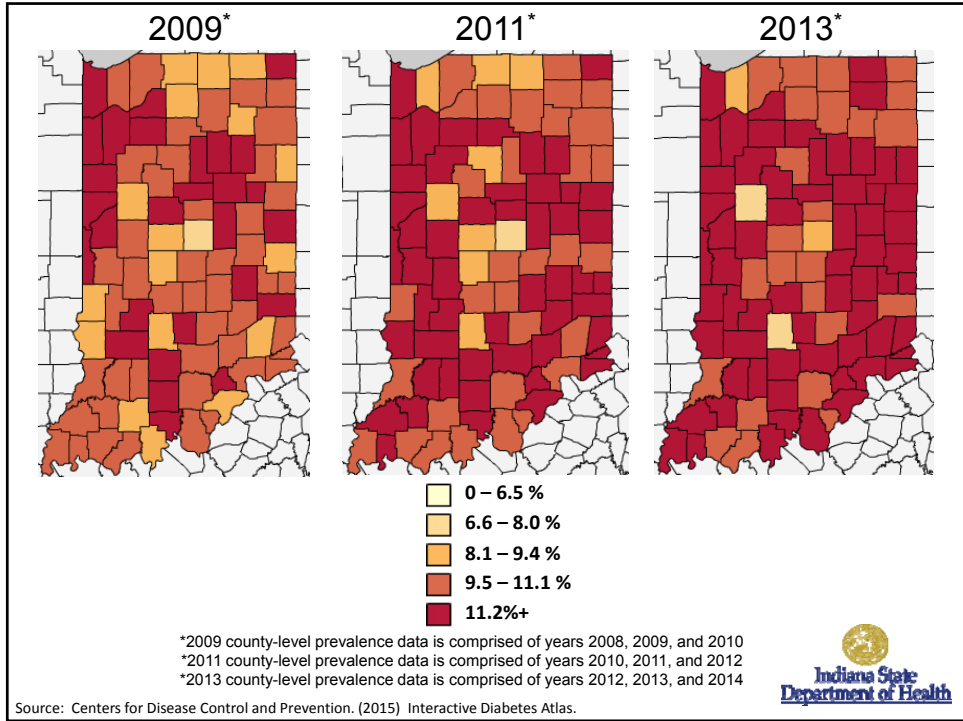 2009*
2011*
2013*
0 – 6.5 %
6.6 – 8.0 %
8.1 – 9.4 %
9.5 – 11.1 %
11.2%+
*2009 county-level prevalence data is comprised of years 2008, 2009, and 2010
*2011 county-level prevalence data is comprised of years 2010, 2011, and 2012
*2013 county-level prevalence data is comprised of years 2012, 2013, and 2014
Indiana State
Department of Health
Source: Centers for Disease Control and Prevention. (2015) Interactive Diabetes Atlas.